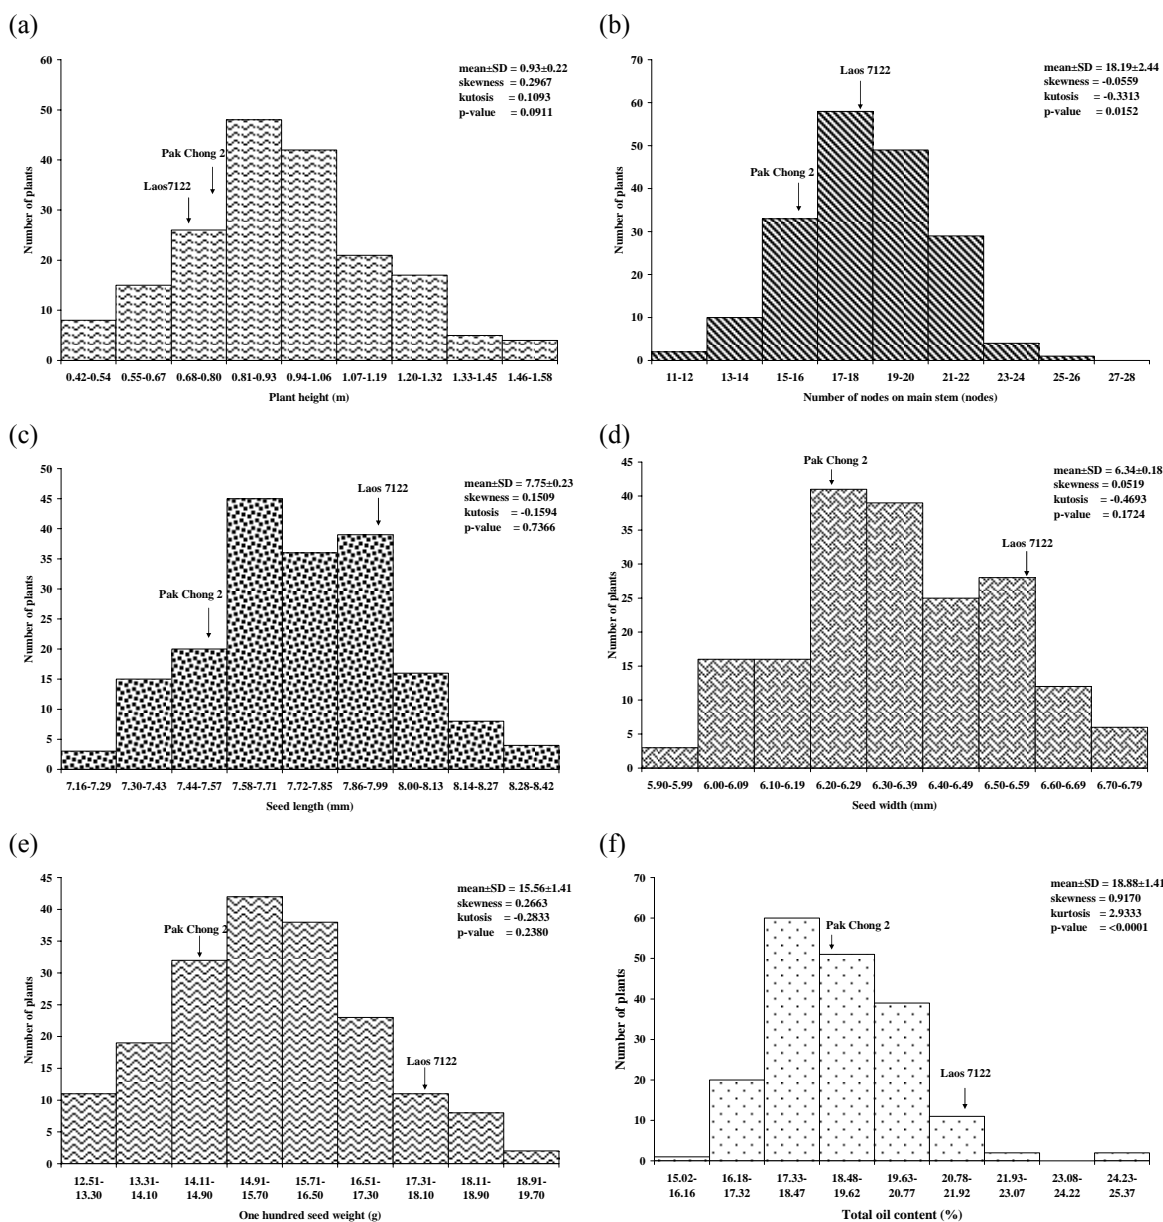 (a)
60
50
40
30
20
10
0
Number of plants
mean±SD = 0.93±0.22
skewness = 0.2967
kutosis = 0.1093
p-value = 0.0911
Pak Chong 2
Laos7122
0.42-0.54 0.55-0.67 0.68-0.80 0.81-0.93 0.94-1.06 1.07-1.19 1.20-1.32 1.33-1.45 1.46-1.58
Plant height (m)
(b)
70
60
50
40
30
20
10
0
Number of plants
mean±SD = 18.19±2.44
skewness = -0.0559
kutosis = -0.3313
p-value = 0.0152
Laos 7122
Pak Chong 2
11-12 13-14 15-16 17-18 19-20 21-22 23-24 25-26 27-28
Number of nodes on main stem (nodes)
(c)
50
45
40
35
30
25
20
15
10
5
0
Number of plants
mean±SD = 7.75±0.23
skewness = 0.1509
kutosis = -0.1594
p-value = 0.7366
Laos 7122
Pak Chong 2
7.16-7.29 7.30-7.43 7.44-7.57 7.58-7.71 7.72-7.85 7.86-7.99 8.00-8.13 8.14-8.27 8.28-8.42
Seed length (mm)
(d)
45
40
35
30
25
20
15
10
5
0
Number of plants
mean±SD = 6.34±0.18
skewness = 0.0519
kutosis = -0.4693
p-value = 0.1724
Pak Chong 2
Laos 7122
5.90-5.99 6.00-6.09 6.10-6.19 6.20-6.29 6.30-6.39 6.40-6.49 6.50-6.59 6.60-6.69 6.70-6.79
Seed width (mm)
(e)
45
40
35
30
25
20
15
10
5
0
Number of plants
mean±SD = 15.56±1.41
skewness = 0.2663
kutosis = -0.2833
p-value = 0.2380
Pak Chong 2
Laos 7122
12.51- 13.31- 14.11- 14.91- 15.71- 16.51- 17.31- 18.11- 18.91-
13.30 14.10 14.90 15.70 16.50 17.30 18.10 18.90 19.70
One hundred seed weight (g)
(f)
70
60
50
40
30
20
10
0
Number of plants
mean±SD = 18.88±1.41
skewness = 0.9170
kurtosis = 2.9333
p-value = <0.0001
Pak Chong 2
Laos 7122
15.02- 16.18- 17.33- 18.48- 19.63- 20.78- 21.93- 23.08- 24.23-
16.16 17.32 18.47 19.62 20.77 21.92 23.07 24.22 25.37
Total oil content (%)